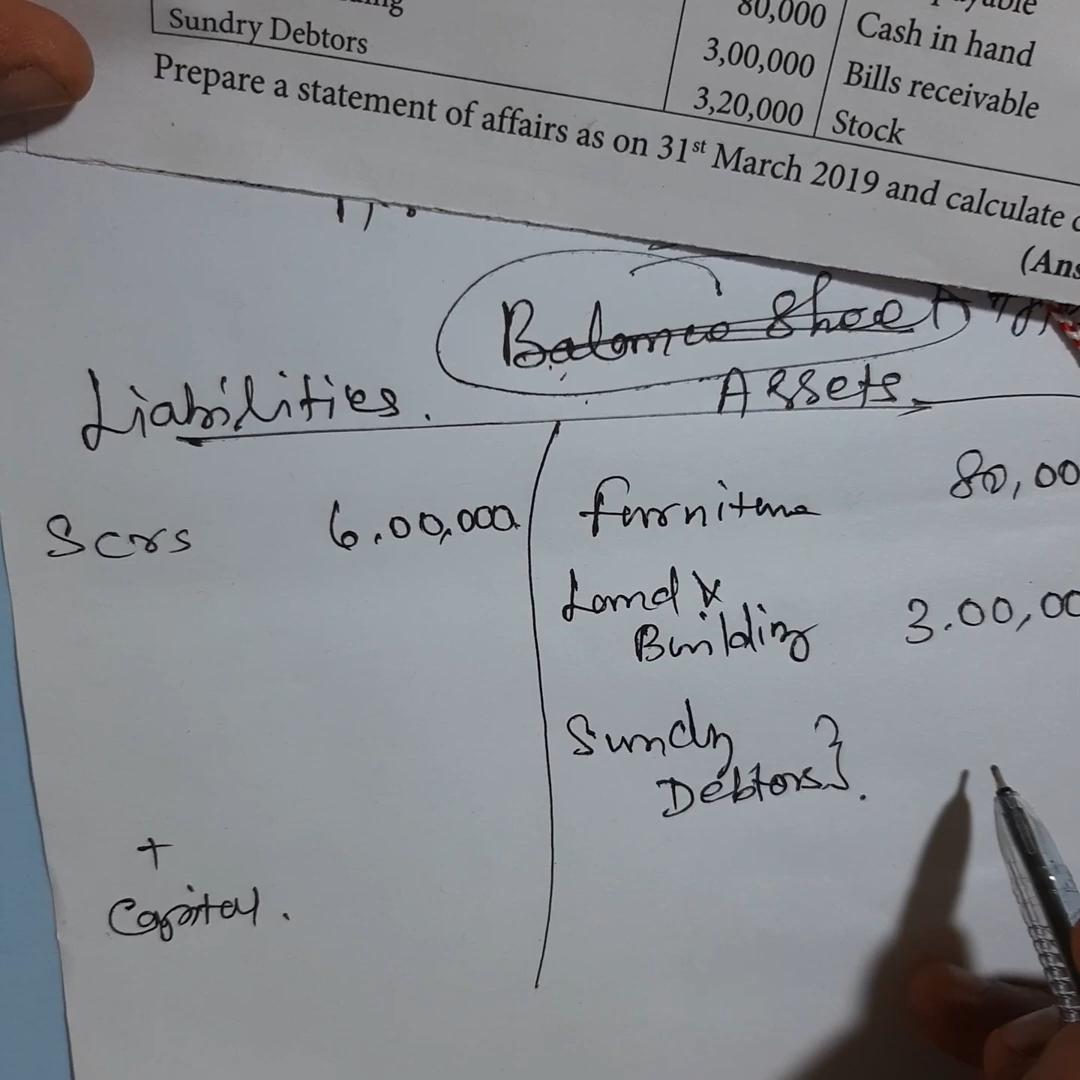 80,000 Cash in hand
Sundry Debtors 3,00,000 Bills receivable
3,20,000 Stock
Prepare a statement of affairs as on 31st March 2019 and calculate
(Ans
Balance Sheet
Liabilities. Assets
Scrs 6,00,000 Furniture 80,00
Land &
Building 3.00,00
Sundry
Debtors }.
+
Capital.